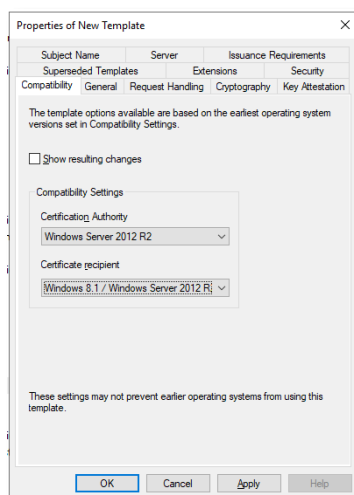 Properties of New Template
Subject Name Server Issuance Requirements
Superseded Templates Extensions Security
Compatibility General Request Handling Cryptography Key Attestation
The template options available are based on the earliest operating system
versions set in Compatibility Settings.
Show resulting changes
Compatibility Settings
Certification Authority
Windows Server 2012 R2
Certificate recipient
Windows 8.1 / Windows Server 2012 R
These settings may not prevent earlier operating systems from using this
template.
OK Cancel Apply Help